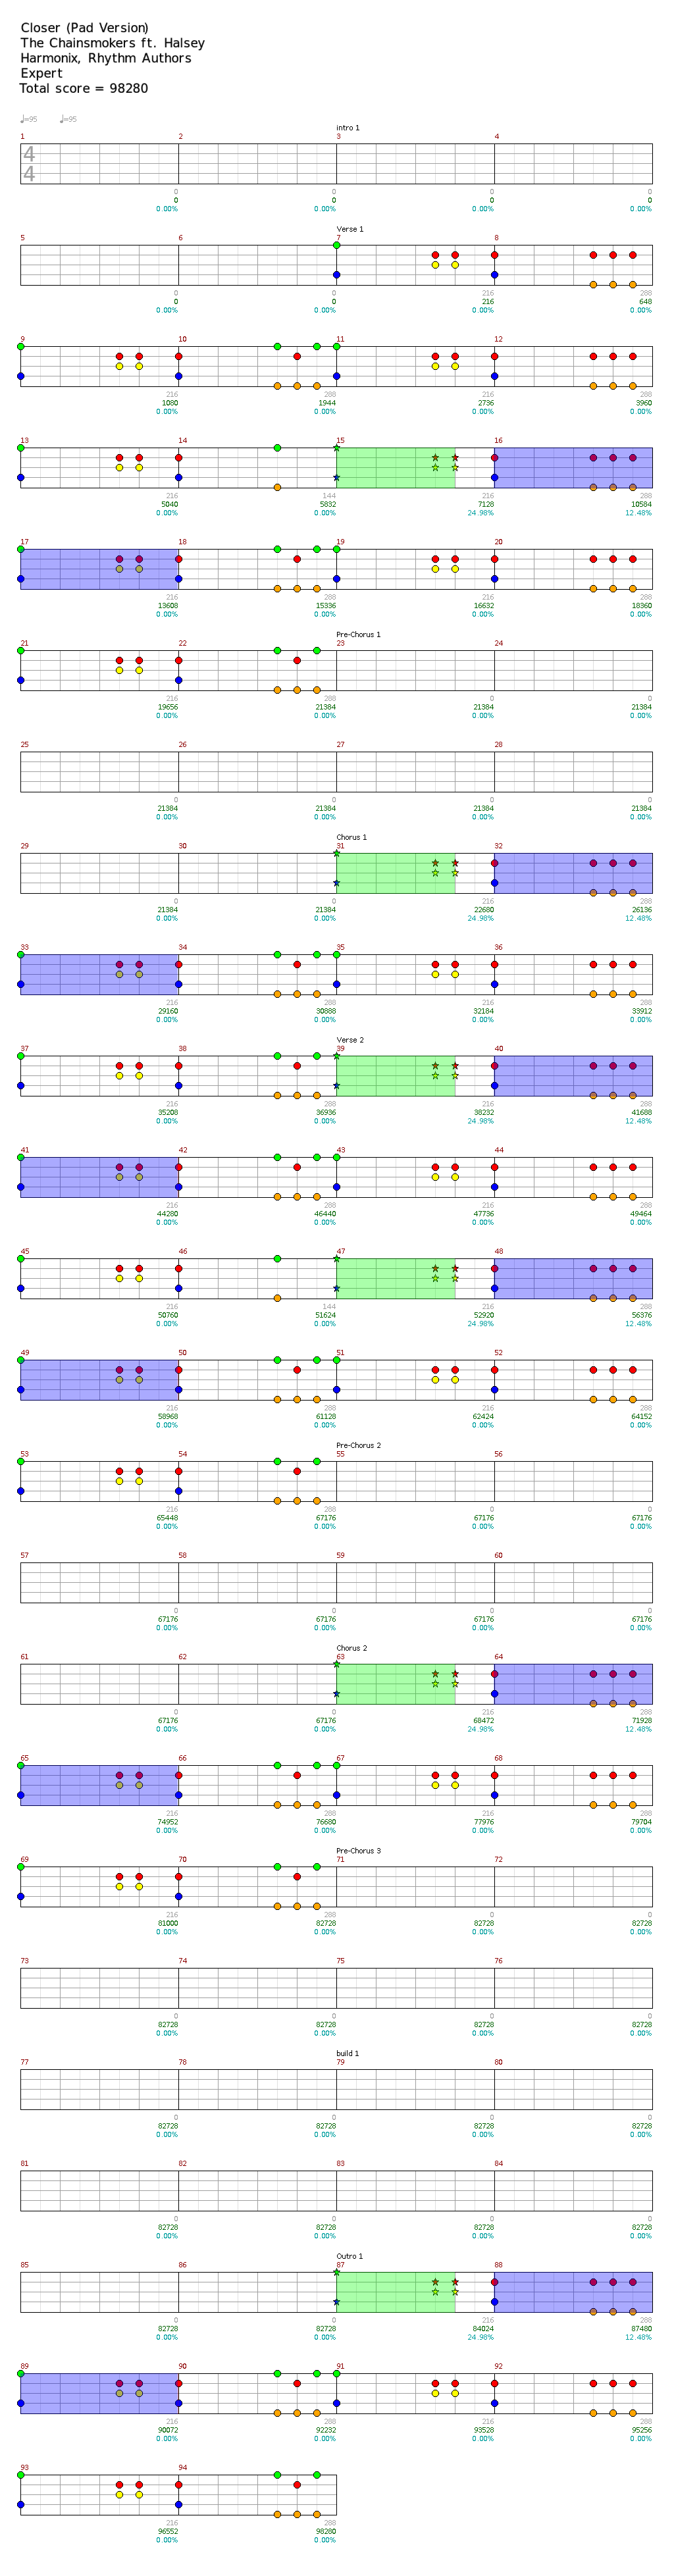 Closer (Pad Version)
The Chainsmokers ft. Halsey
Harmonix, Rhythm Authors
Expert
Total score = 98280
♩=95 ♩=95
intro 1
1 2 3 4
4
4
0 0 0 0
0 0 0 0
0.00% 0.00% 0.00% 0.00%
Verse 1
5 6 7 8
0 0 216 288
0 0 216 648
0.00% 0.00% 0.00% 0.00%
9 10 11 12
216 288 216 288
1080 1944 2736 3960
0.00% 0.00% 0.00% 0.00%
13 14 15 16
216 144 216 288
5040 5832 7128 10584
0.00% 0.00% 24.98% 12.48%
17 18 19 20
216 288 216 288
13608 15336 16632 18360
0.00% 0.00% 0.00% 0.00%
Pre-Chorus 1
21 22 23 24
216 288 0 0
19656 21384 21384 21384
0.00% 0.00% 0.00% 0.00%
25 26 27 28
0 0 0 0
21384 21384 21384 21384
0.00% 0.00% 0.00% 0.00%
Chorus 1
29 30 31 32
0 0 216 288
21384 21384 22680 26136
0.00% 0.00% 24.98% 12.48%
33 34 35 36
216 288 216 288
29160 30888 32184 33912
0.00% 0.00% 0.00% 0.00%
Verse 2
37 38 39 40
216 288 216 288
35208 36936 38232 41688
0.00% 0.00% 24.98% 12.48%
41 42 43 44
216 288 216 288
44280 46440 47736 49464
0.00% 0.00% 0.00% 0.00%
45 46 47 48
216 144 216 288
50760 51624 52920 56376
0.00% 0.00% 24.98% 12.48%
49 50 51 52
216 288 216 288
58968 61128 62424 64152
0.00% 0.00% 0.00% 0.00%
Pre-Chorus 2
53 54 55 56
216 288 0 0
65448 67176 67176 67176
0.00% 0.00% 0.00% 0.00%
57 58 59 60
0 0 0 0
67176 67176 67176 67176
0.00% 0.00% 0.00% 0.00%
Chorus 2
61 62 63 64
0 0 216 288
67176 67176 68472 71928
0.00% 0.00% 24.98% 12.48%
65 66 67 68
216 288 216 288
74952 76680 77976 79704
0.00% 0.00% 0.00% 0.00%
Pre-Chorus 3
69 70 71 72
216 288 0 0
81000 82728 82728 82728
0.00% 0.00% 0.00% 0.00%
73 74 75 76
0 0 0 0
82728 82728 82728 82728
0.00% 0.00% 0.00% 0.00%
build 1
77 78 79 80
0 0 0 0
82728 82728 82728 82728
0.00% 0.00% 0.00% 0.00%
81 82 83 84
0 0 0 0
82728 82728 82728 82728
0.00% 0.00% 0.00% 0.00%
Outro 1
85 86 87 88
0 0 216 288
82728 82728 84024 87480
0.00% 0.00% 24.98% 12.48%
89 90 91 92
216 288 216 288
90072 92232 93528 95256
0.00% 0.00% 0.00% 0.00%
93 94
216 288
96552 98280
0.00% 0.00%